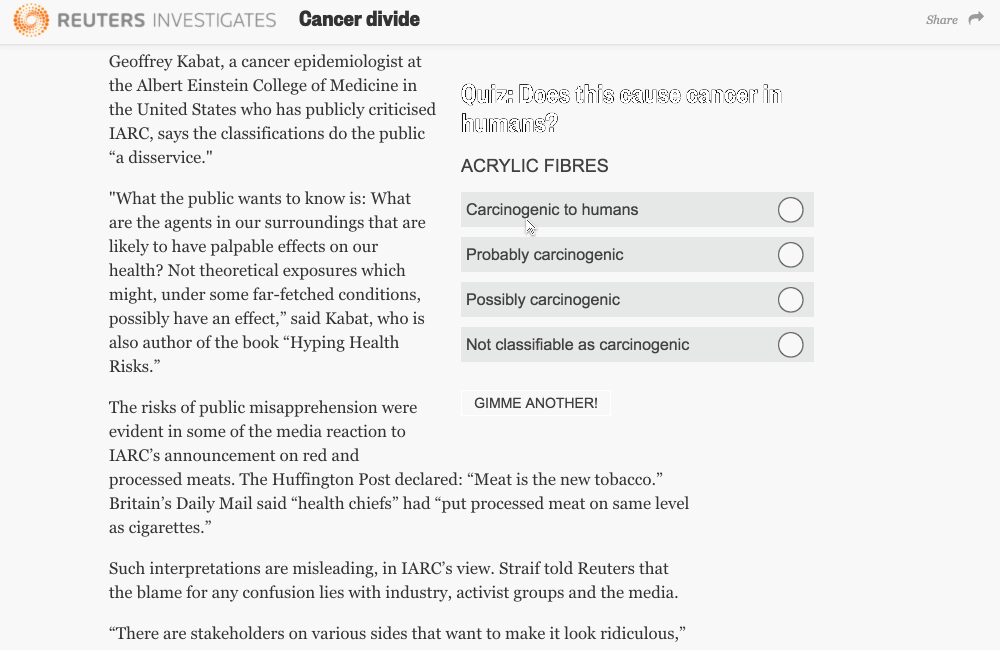 REUTERS INVESTIGATES Cancer divide
Share
Geoffrey Kabat, a cancer epidemiologist at
the Albert Einstein College of Medicine in
the United States who has publicly criticised
IARC, says the classifications do the public
“a disservice."
"What the public wants to know is: What
are the agents in our surroundings that are
likely to have palpable effects on our
health? Not theoretical exposures which
might, under some far-fetched conditions,
possibly have an effect,” said Kabat, who is
also author of the book “Hyping Health
Risks.”
The risks of public misapprehension were
evident in some of the media reaction to
IARC’s announcement on red and
processed meats. The Huffington Post declared: “Meat is the new tobacco.”
Britain’s Daily Mail said “health chiefs” had “put processed meat on same level
as cigarettes.”
Such interpretations are misleading, in IARC’s view. Straif told Reuters that
the blame for any confusion lies with industry, activist groups and the media.
“There are stakeholders on various sides that want to make it look ridiculous,”
Quiz: Does this cause cancer in
humans?
ACRYLIC FIBRES
Carcinogenic to humans
Probably carcinogenic
Possibly carcinogenic
Not classifiable as carcinogenic
GIMME ANOTHER!